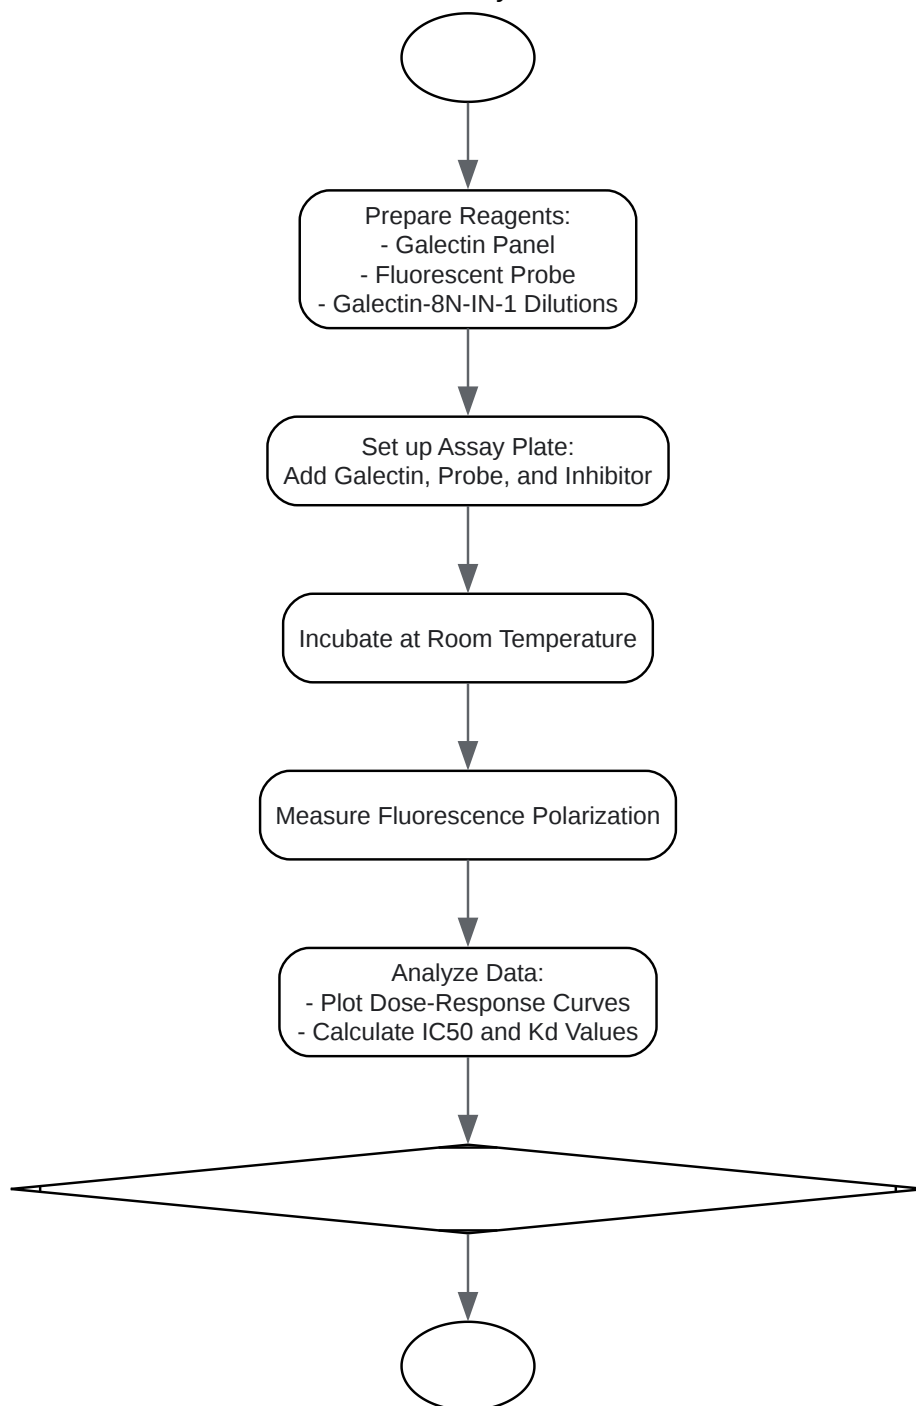 Prepare Reagents:
- Galectin Panel
- Fluorescent Probe
- Galectin-8N-IN-1 Dilutions
Set up Assay Plate:
Add Galectin, Probe, and Inhibitor
Incubate at Room Temperature
Measure Fluorescence Polarization
Analyze Data:
- Plot Dose-Response Curves
- Calculate IC50 and Kd Values